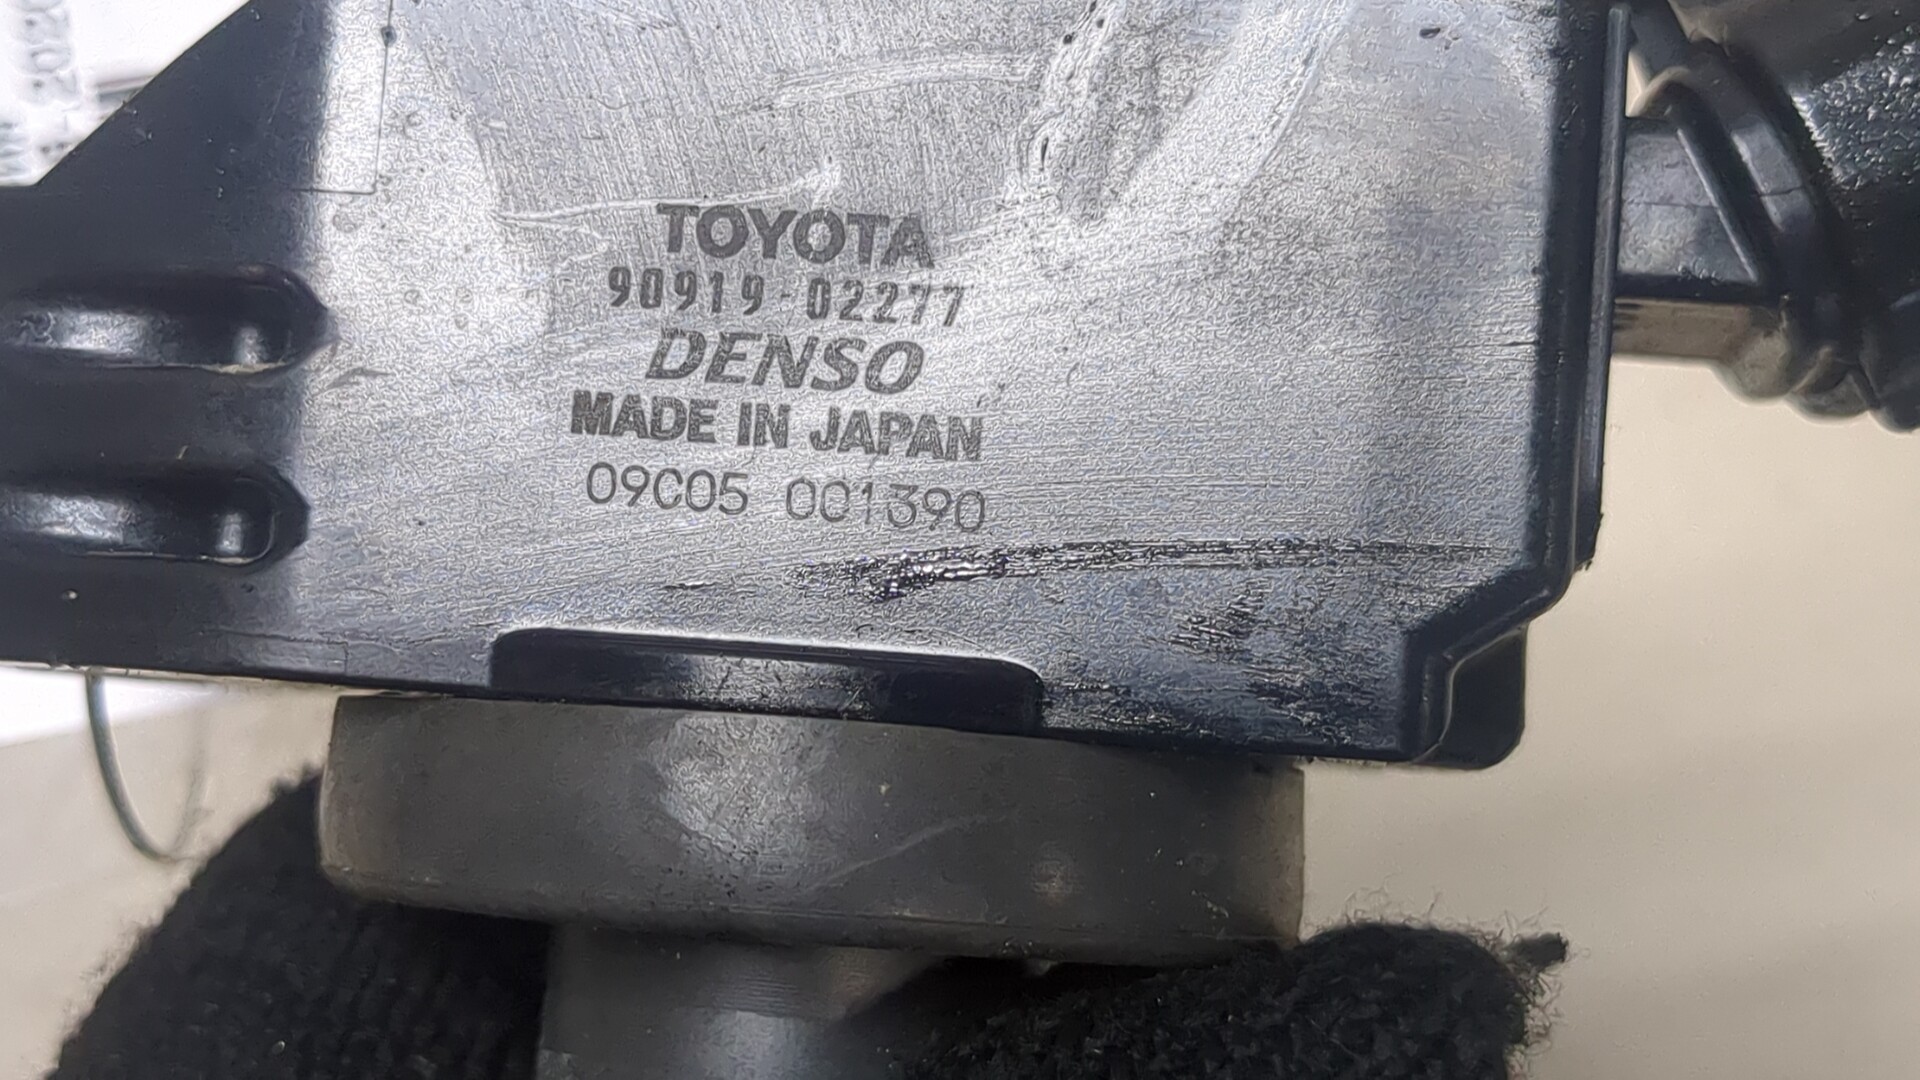 TOYOTA
90919-02277
DENSO
MADE IN JAPAN
09C05 001390